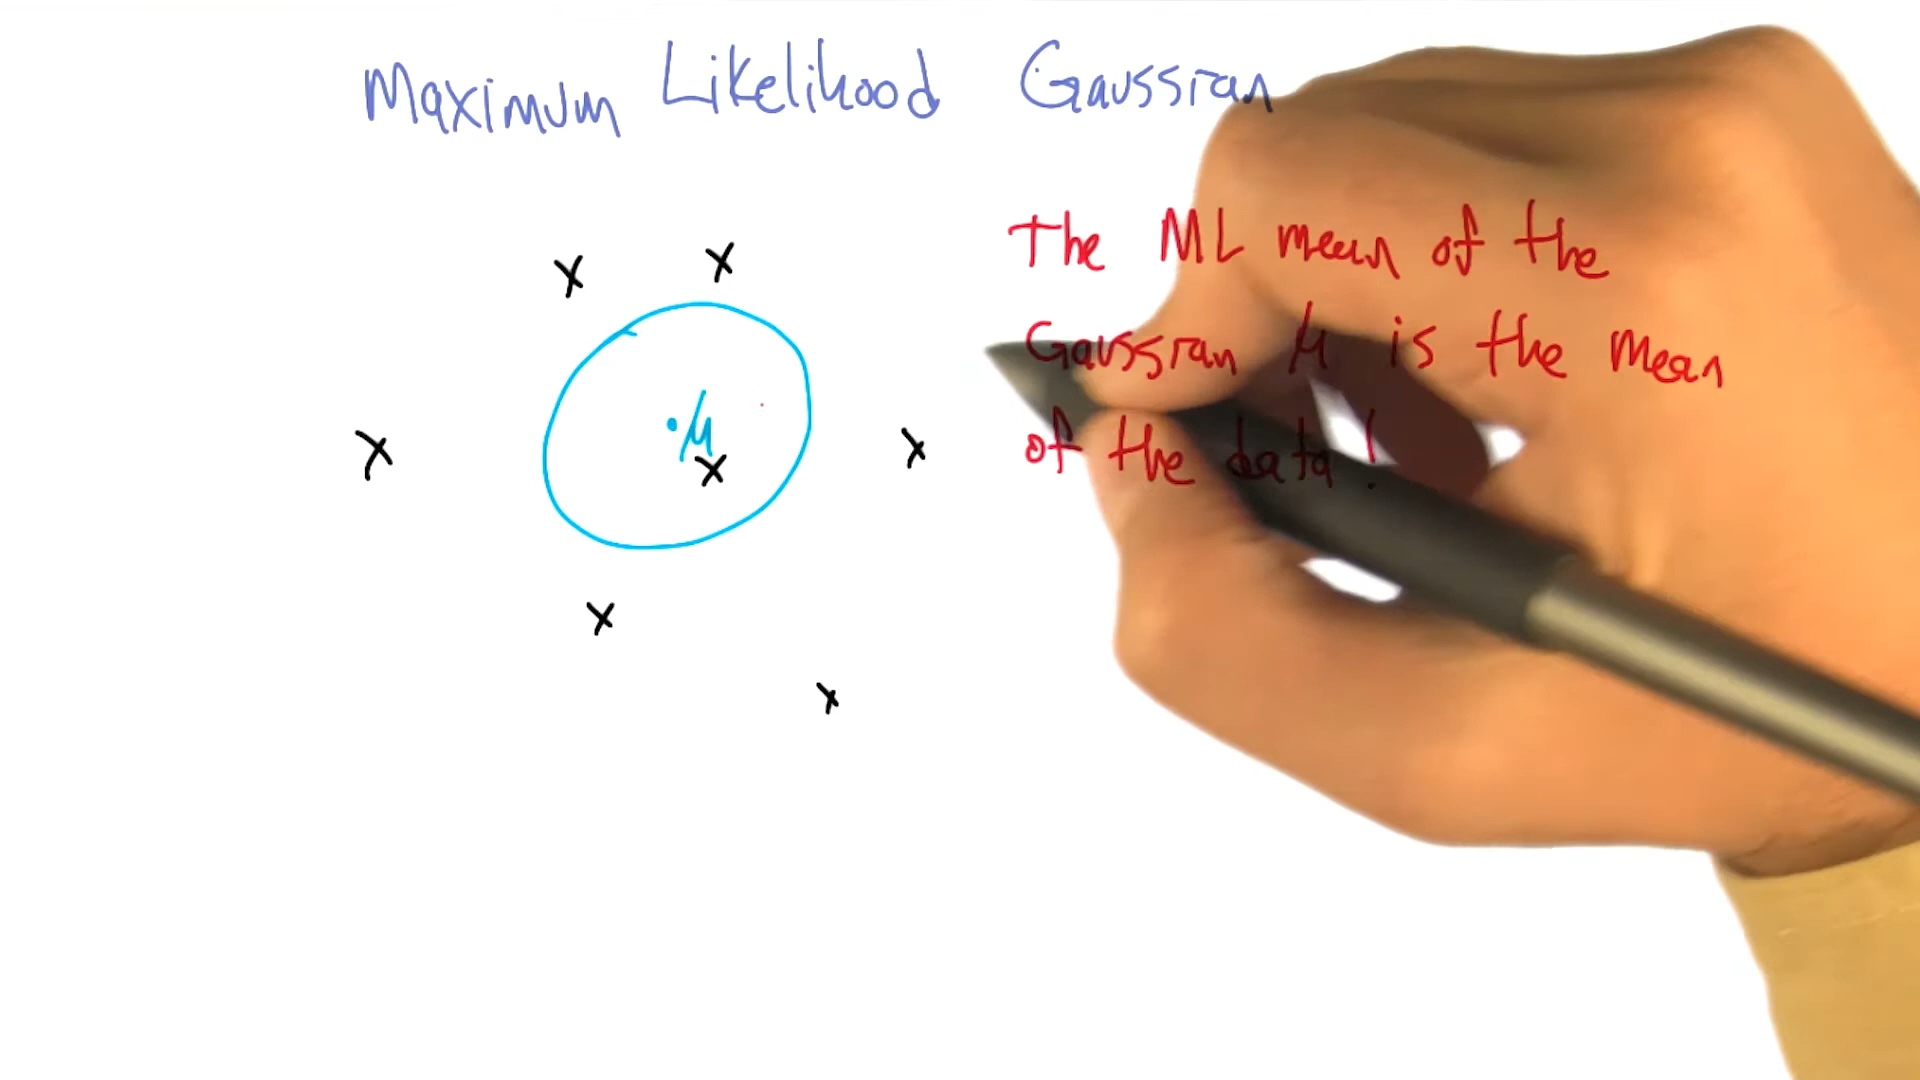 Maximum Likelihood Gaussian
The ML mean of the
Gaussian μ is the mean
of the data!
x x
μ
x x x
x
x